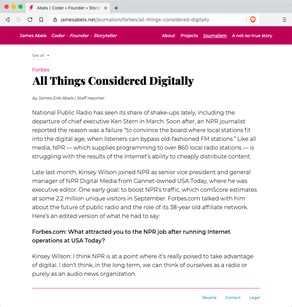 Abels | Coder + Founder + Storyteller
jamesabels.net/journalism/forbes/all-things-considered-digitally
James Abels Coder · Founder · Storyteller
About Projects Journalism A not-so-true story
See all
Forbes
All Things Considered Digitally
by James Erik Abels | Staff reporter
National Public Radio has seen its share of shake-ups lately, including the
departure of chief executive Ken Stern in March. Soon after, an NPR journalist
reported the reason was a failure "to convince the board where local stations fit
into the digital age, when listeners can bypass old-fashioned FM stations." Like all
media, NPR — which supplies programming to over 860 local radio stations — is
struggling with the results of the Internet's ability to cheaply distribute content.
Late last month, Kinsey Wilson joined NPR as senior vice president and general
manager of NPR Digital Media from Gannett-owned USA Today, where he was
executive editor. One early goal: to boost NPR's traffic, which comScore estimates
at some 2.2 million unique visitors in September. Forbes.com talked with him
about the future of public radio and the role of its 38-year-old affiliate network.
Here's an edited version of what he had to say:
Forbes.com: What attracted you to the NPR job after running Internet
operations at USA Today?
Kinsey Wilson: I think NPR is at a point where it's really poised to take advantage
of digital. I don't think, in the long term, we can think of ourselves as a radio or
purely as an audio news organization.
Résumé Contact Legal